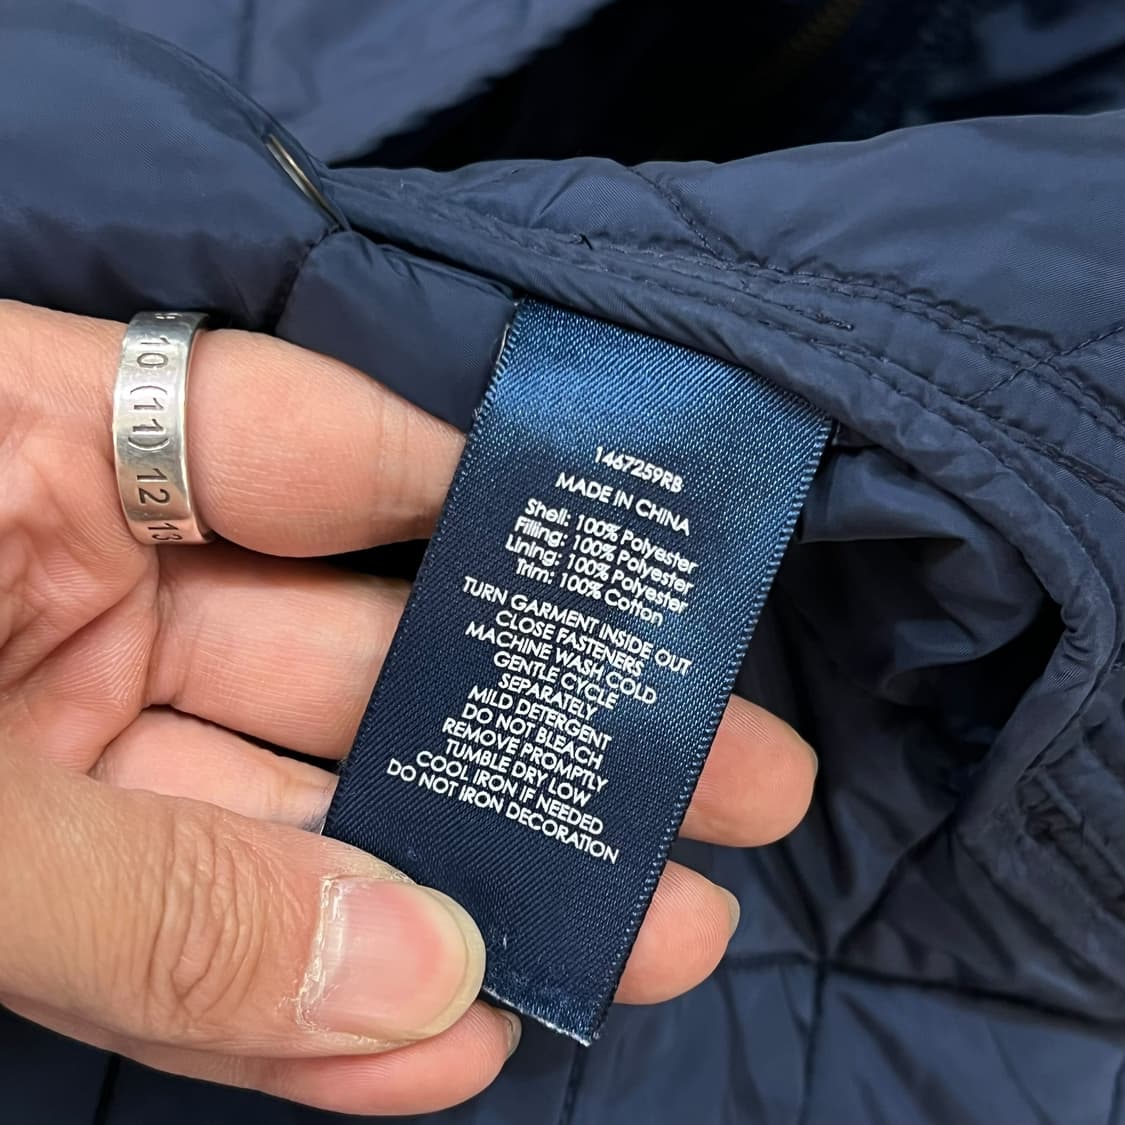 10 (11) 12 13
1467259RB
MADE IN CHINA
Shell: 100% Polyester
Filling: 100% Polyester
Lining: 100% Polyester
Trim: 100% Cotton
TURN GARMENT INSIDE OUT
CLOSE FASTENERS
MACHINE WASH COLD
GENTLE CYCLE
SEPARATELY
MILD DETERGENT
DO NOT BLEACH
REMOVE PROMPTLY
TUMBLE DRY LOW
COOL IRON IF NEEDED
DO NOT IRON DECORATION